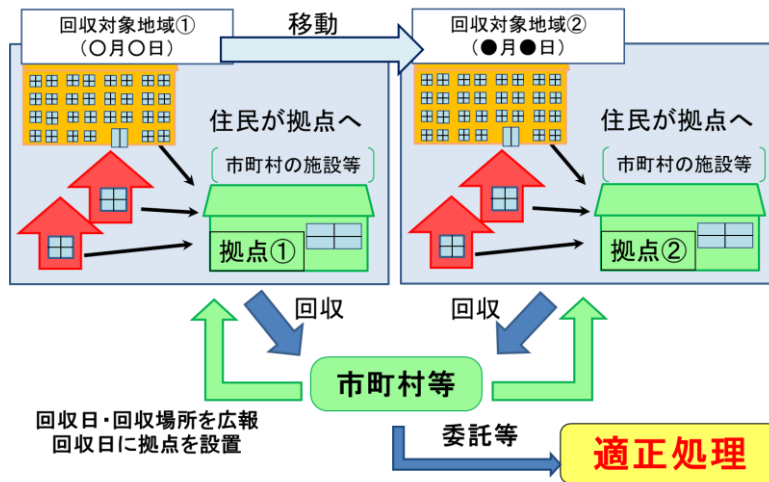 回収対象地域①
（○月○日）
移動
回収対象地域②
（●月●日）
住民が拠点へ
市町村の施設等
拠点①
住民が拠点へ
市町村の施設等
拠点②
回収
回収
市町村等
回収日・回収場所を広報
回収日に拠点を設置
委託等
適正処理